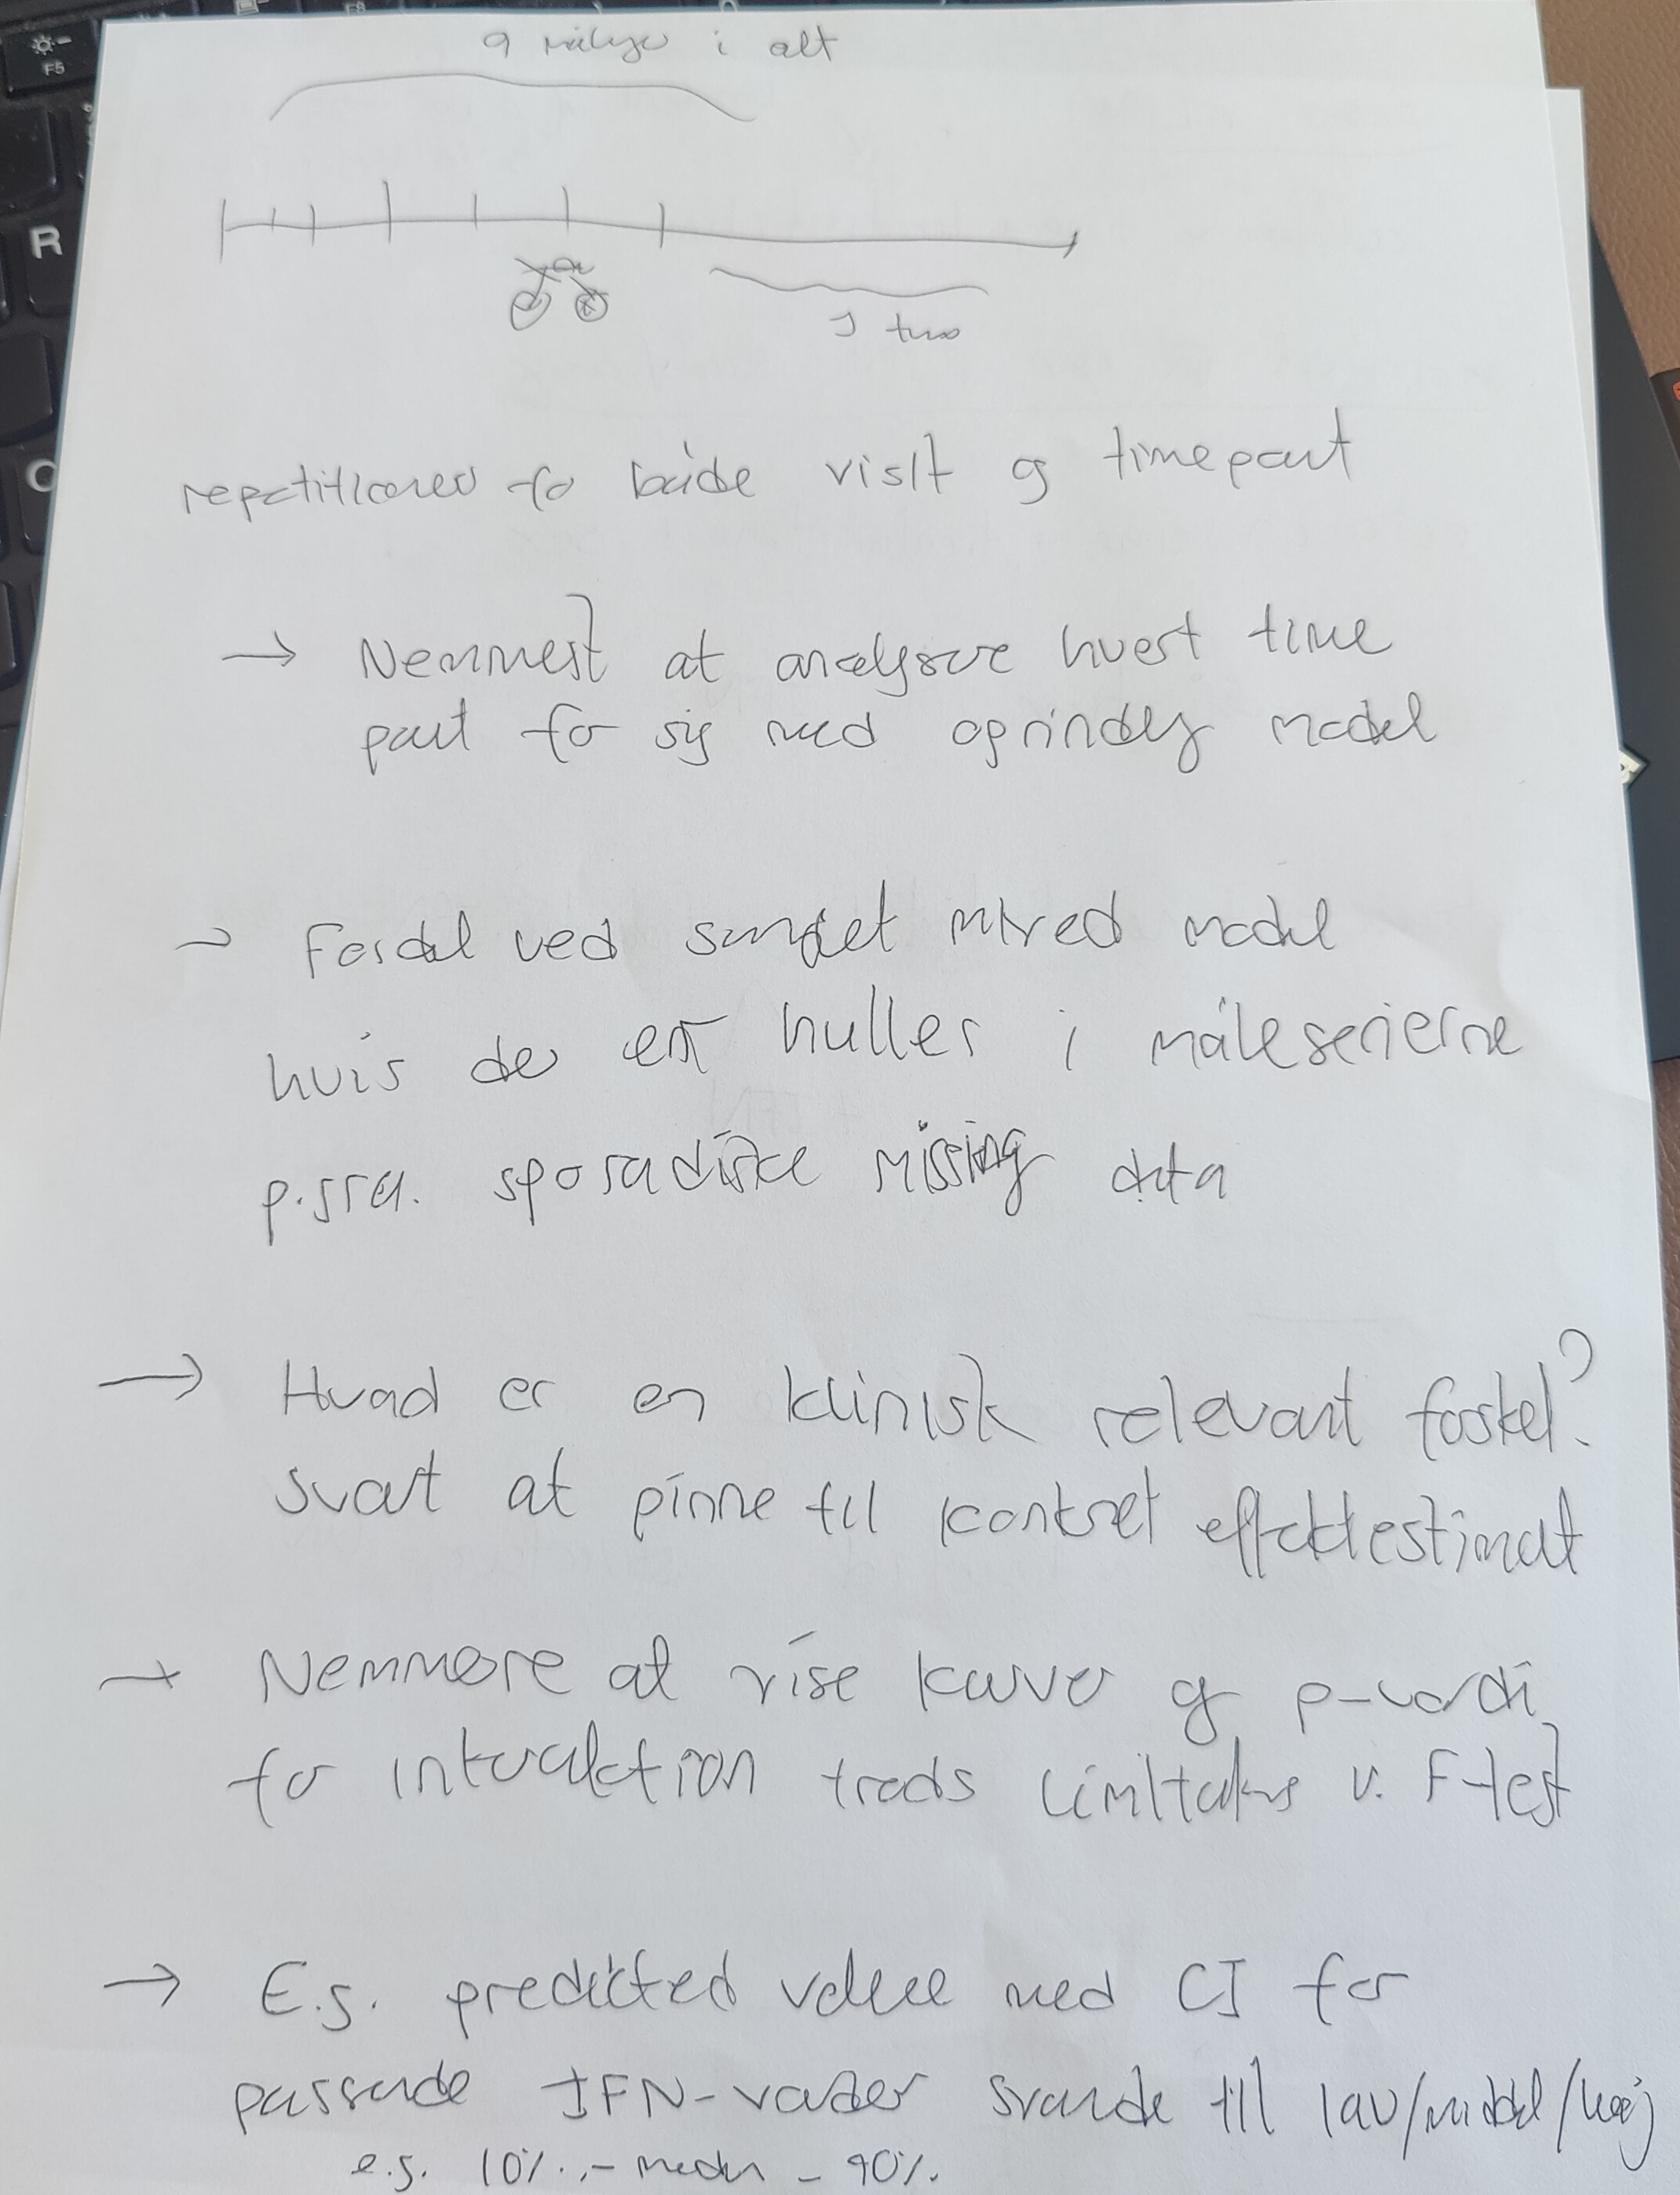 9 målinger i alt
F5
R
repetitioner for både visit og timepoint
→ Nemmest at analysere hvert time
point for sig med oprindelig model
→ Fordel ved samlet mixed model
hvis der er huller i måleserierne
p.gra. sporadiske missing data
→ Hvad er en klinisk relevant forskel?
svært at pinne til konkret effektestimat
→ Nemmere at vise kurver og p-værdi
for interaktion trods limitations v. F-test
→ E.g. predicted value med CI for
passende IFN-værdier svarende til lav/middel/høj
e.g. 10% - median - 90%